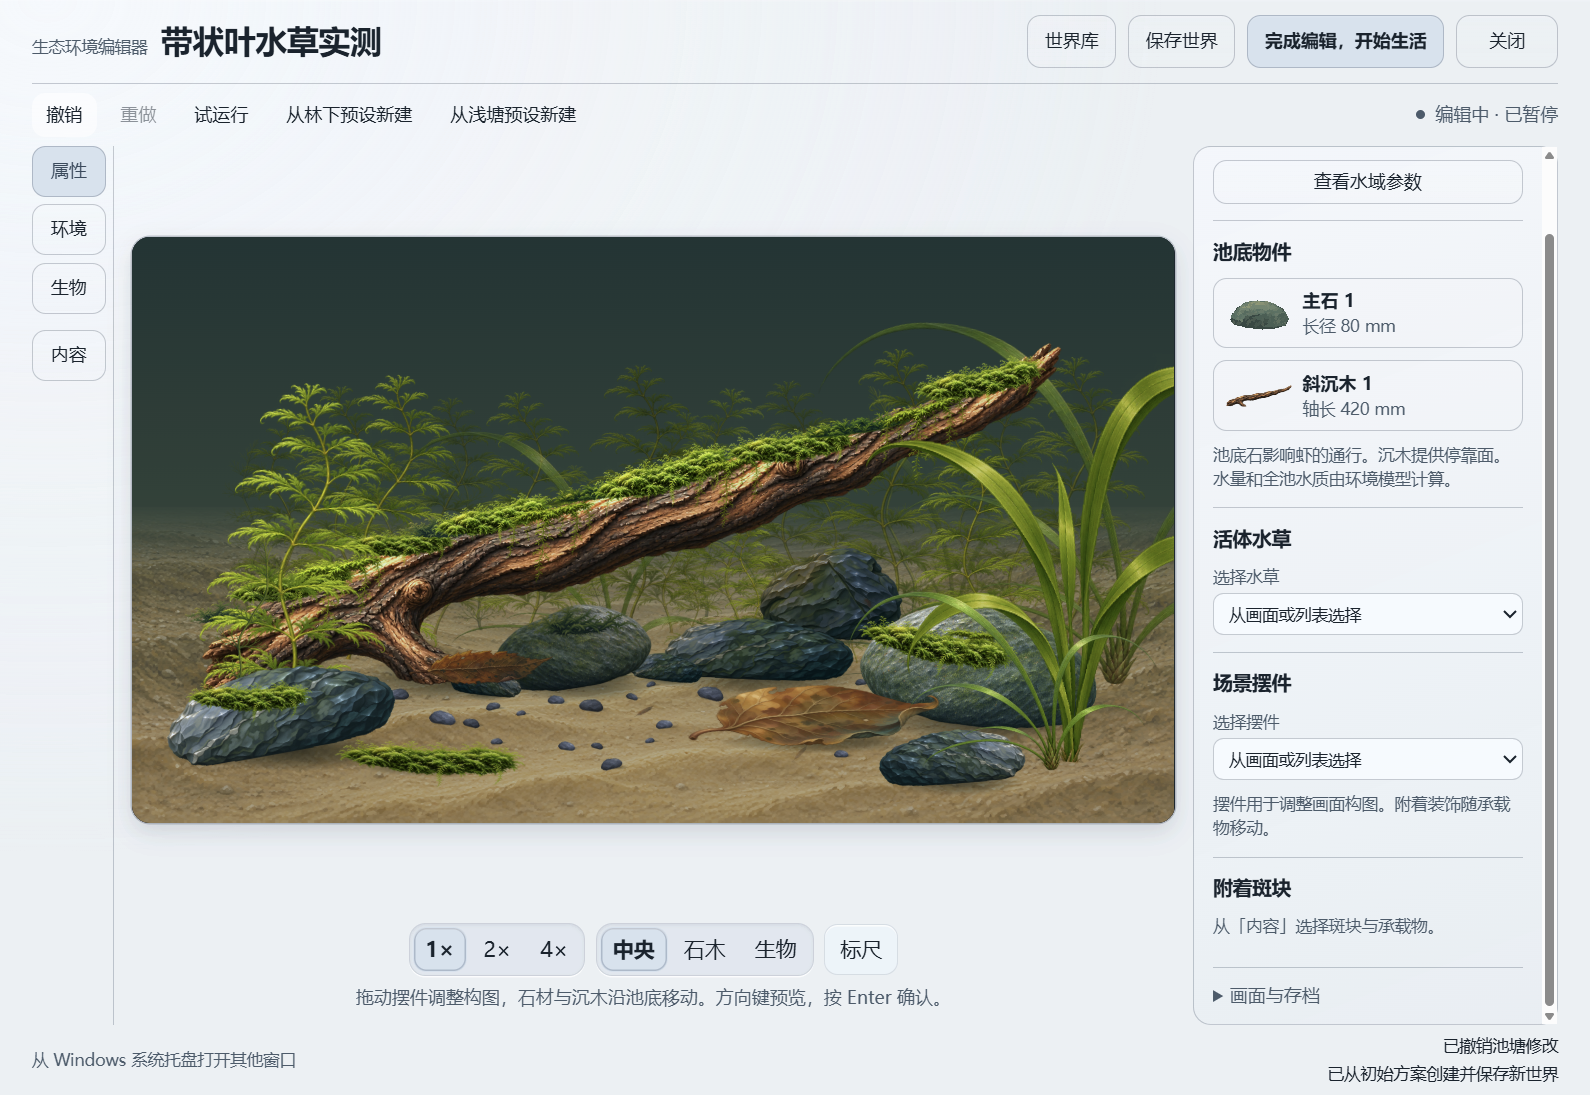 生态环境编辑器 带状叶水草实测
世界库 保存世界 完成编辑，开始生活 关闭
撤销 重做 试运行 从林下预设新建 从浅塘预设新建
编辑中 · 已暂停
属性
环境
生物
内容
查看水域参数
池底物件
主石 1
长径 80 mm
斜沉木 1
轴长 420 mm
池底石影响虾的通行。沉木提供停靠面。
水量和全池水质由环境模型计算。
活体水草
选择水草
从画面或列表选择
场景摆件
选择摆件
从画面或列表选择
摆件用于调整画面构图。附着装饰随承载
物移动。
附着斑块
从「内容」选择斑块与承载物。
画面与存档
1× 2× 4× 中央 石木 生物 标尺
拖动摆件调整构图，石材与沉木沿池底移动。方向键预览，按 Enter 确认。
从 Windows 系统托盘打开其他窗口
已撤销池塘修改
已从初始方案创建并保存新世界